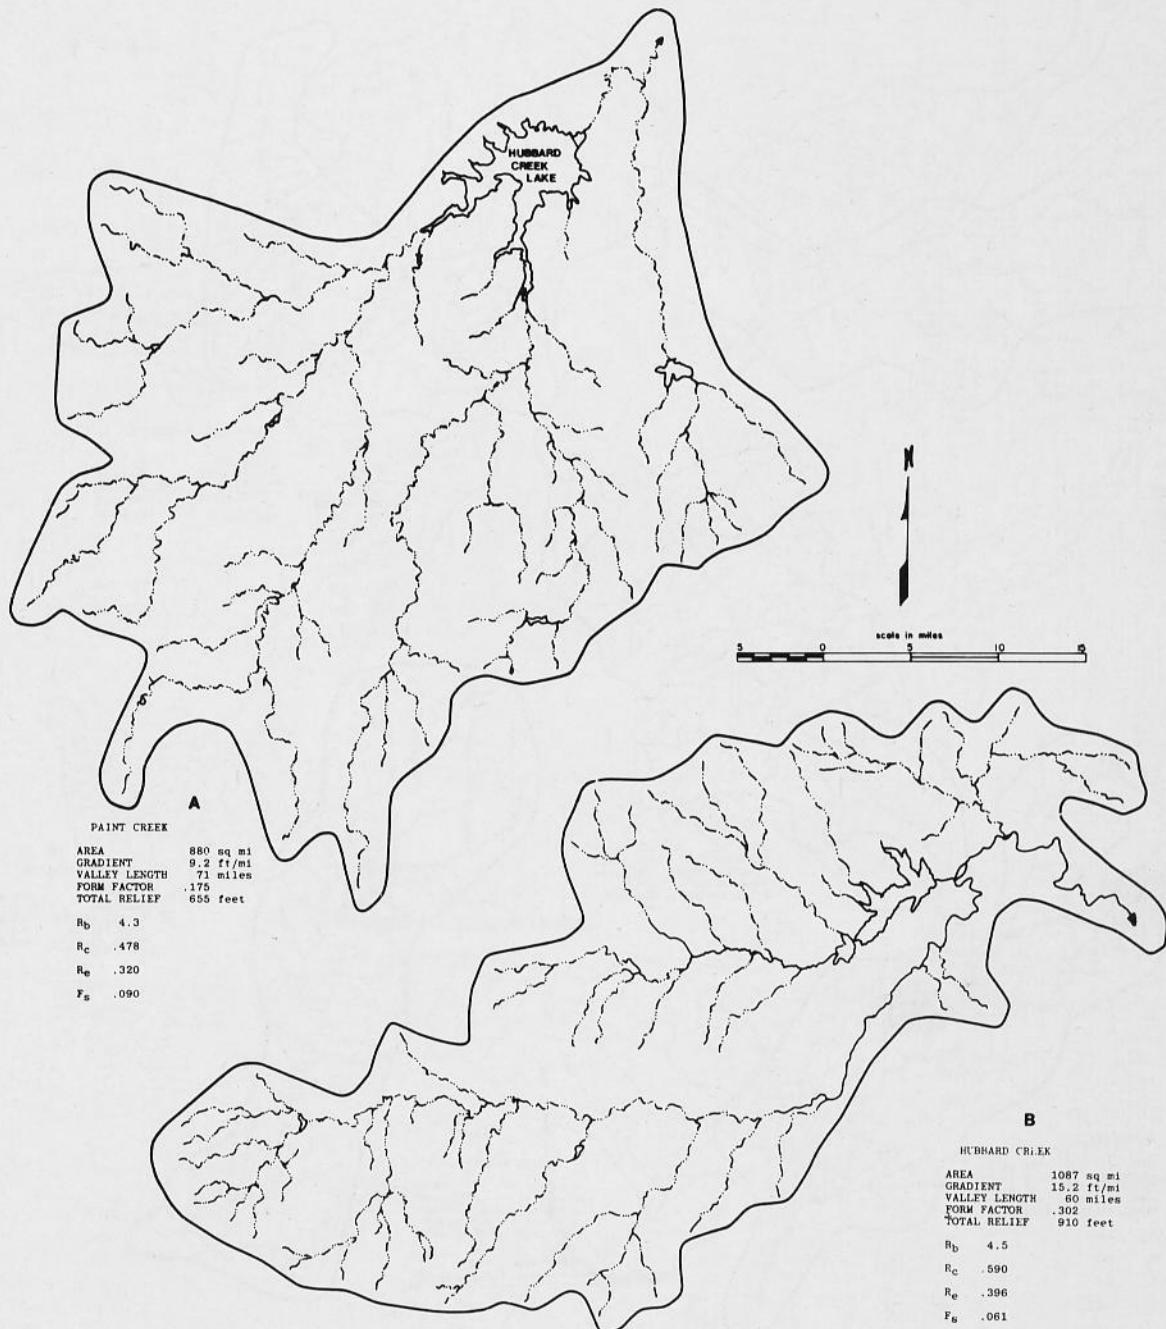 HUBBARD
CREEK
LAKE
N
scale in miles
5 0 5 10 15
A
PAINT CREEK
AREA 880 sq mi
GRADIENT 9.2 ft/mi
VALLEY LENGTH 71 miles
FORM FACTOR .175
TOTAL RELIEF 655 feet
Rb 4.3
Rc .478
Re .320
Fs .090
B
HUBBARD CREEK
AREA 1087 sq mi
GRADIENT 15.2 ft/mi
VALLEY LENGTH 60 miles
FORM FACTOR .302
TOTAL RELIEF 910 feet
Rb 4.5
Rc .590
Re .396
Fs .061